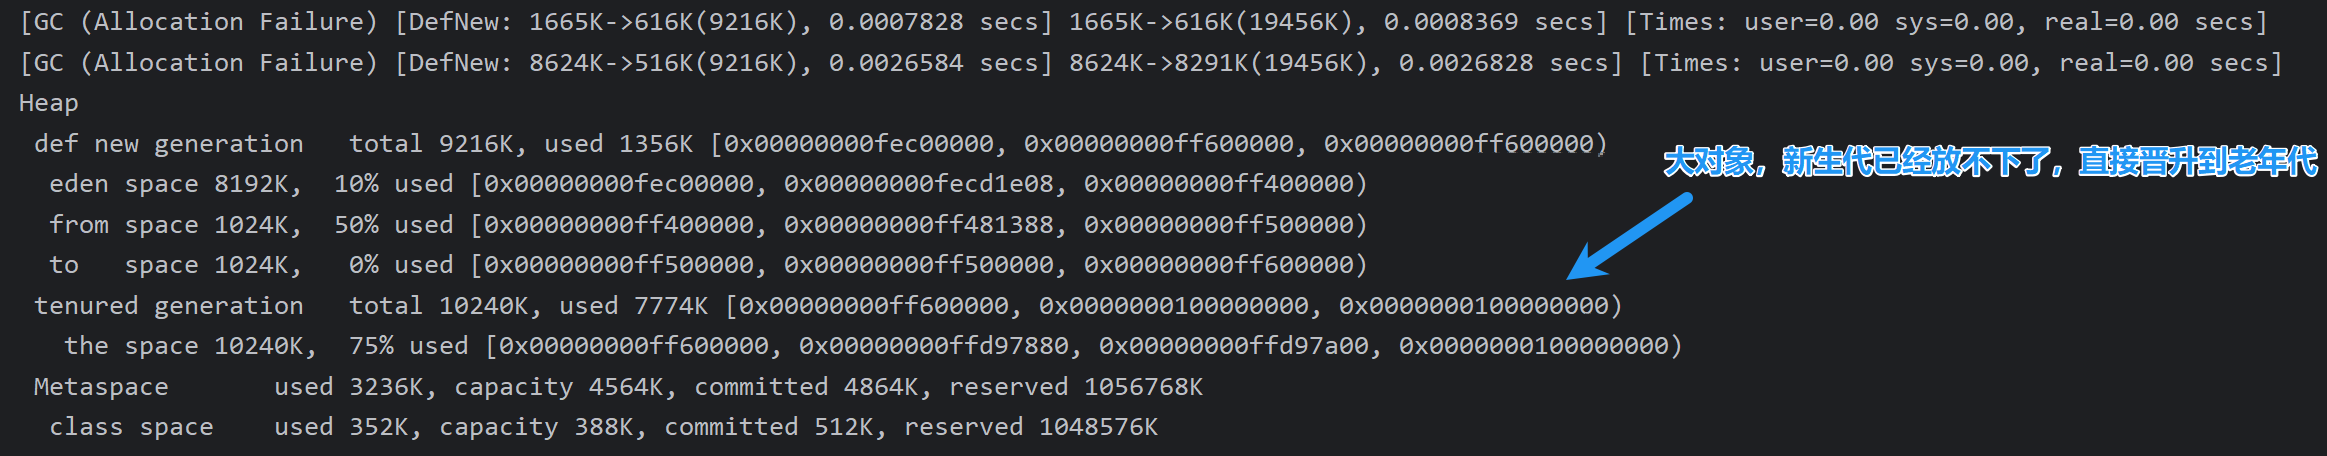 [GC (Allocation Failure) [DefNew: 1665K->616K(9216K), 0.0007828 secs] 1665K->616K(19456K), 0.0008369 secs] [Times: user=0.00 sys=0.00, real=0.00 secs]
[GC (Allocation Failure) [DefNew: 8624K->516K(9216K), 0.0026584 secs] 8624K->8291K(19456K), 0.0026828 secs] [Times: user=0.00 sys=0.00, real=0.00 secs]
Heap
def new generation   total 9216K, used 1356K [0x00000000fec00000, 0x00000000ff600000, 0x00000000ff600000)
大对象，新生代已经放不下了，直接晋升到老年代
eden space 8192K,  10% used [0x00000000fec00000, 0x00000000fecd1e08, 0x00000000ff400000)
from space 1024K,  50% used [0x00000000ff400000, 0x00000000ff481388, 0x00000000ff500000)
to   space 1024K,   0% used [0x00000000ff500000, 0x00000000ff500000, 0x00000000ff600000)
tenured generation   total 10240K, used 7774K [0x00000000ff600000, 0x0000000100000000, 0x0000000100000000)
the space 10240K,  75% used [0x00000000ff600000, 0x00000000ffd97880, 0x00000000ffd97a00, 0x0000000100000000)
Metaspace       used 3236K, capacity 4564K, committed 4864K, reserved 1056768K
class space    used 352K, capacity 388K, committed 512K, reserved 1048576K